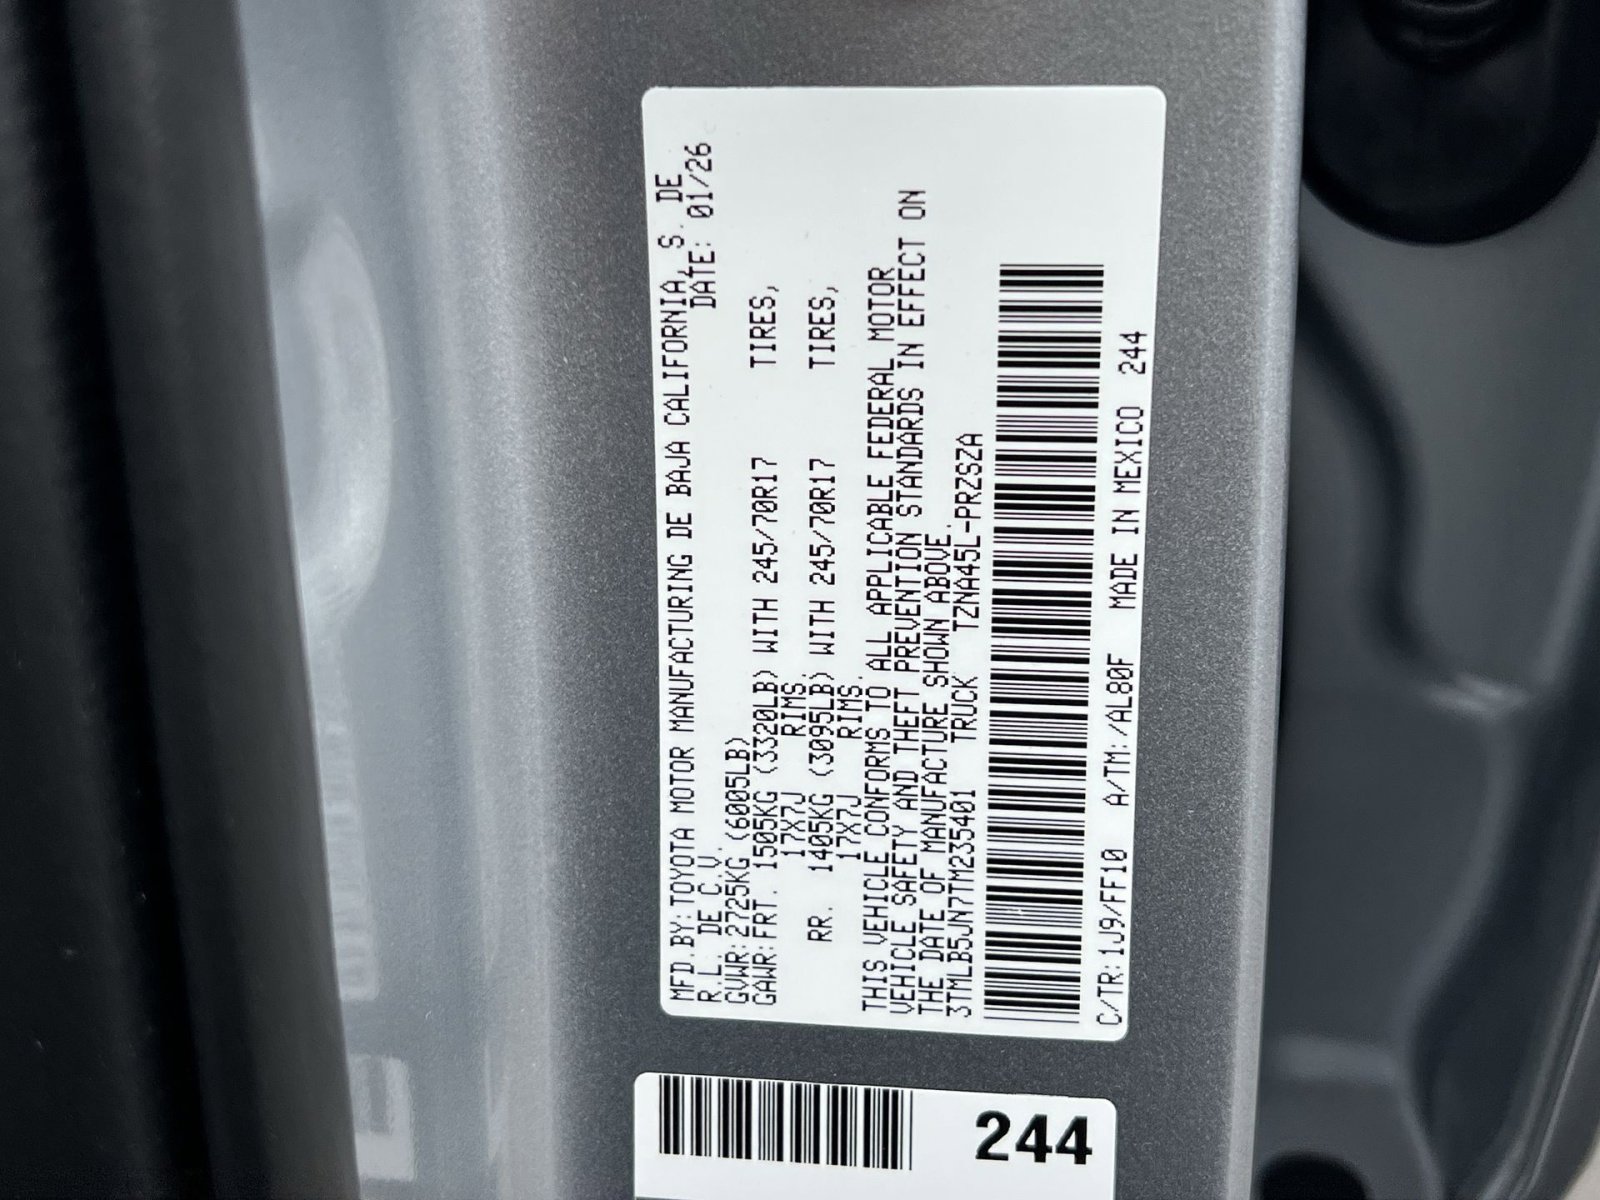 MFD.BY:TOYOTA MOTOR MANUFACTURING DE BAJA CALIFORNIA, S. DE
R.L. DE C.V. DATE: 01/26
GVWR:2725KG (6005LB)
GAWR:FRT. 1505KG (3320LB) WITH 245/70R17 TIRES,
17X7J RIMS.
RR. 1405KG (3095LB) WITH 245/70R17 TIRES,
17X7J RIMS.
THIS VEHICLE CONFORMS TO ALL APPLICABLE FEDERAL MOTOR
VEHICLE SAFETY AND THEFT PREVENTION STANDARDS IN EFFECT ON
THE DATE OF MANUFACTURE SHOWN ABOVE.
3TMLB5JN7TM235401 TRUCK TZNA45L-PRZSZA
C/TR:1J9/FF10 A/TM:/AL80F MADE IN MEXICO 244
244